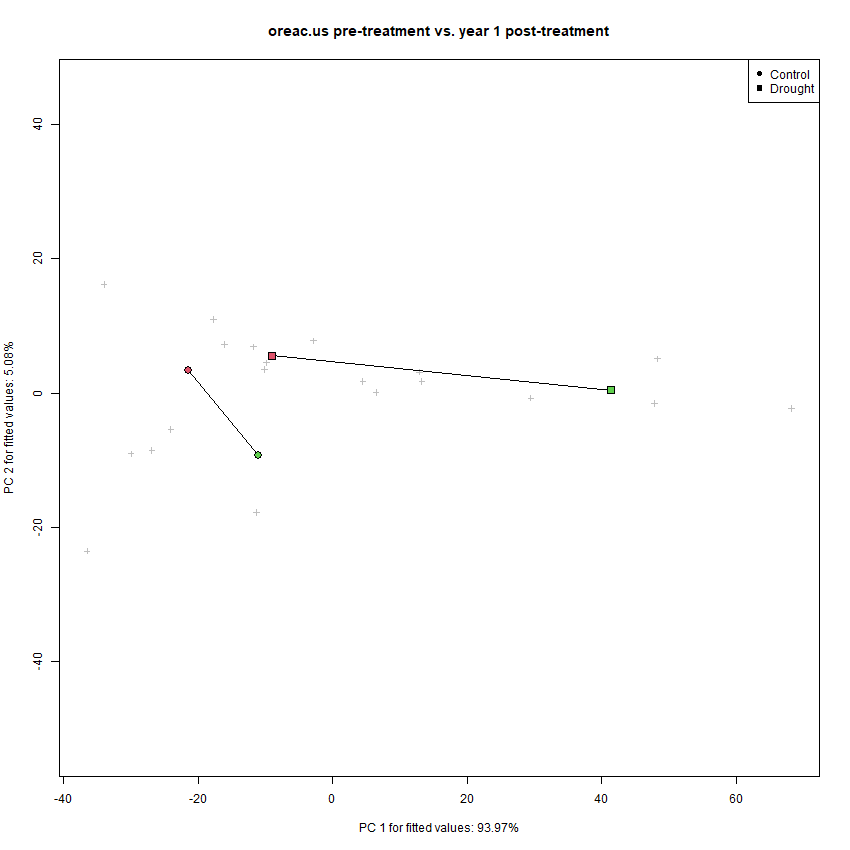 oreac.us pre-treatment vs. year 1 post-treatment
Control
Drought
40
20
0
-20
-40
PC 2 for fitted values: 5.08%
-40
-20
0
20
40
60
PC 1 for fitted values: 93.97%